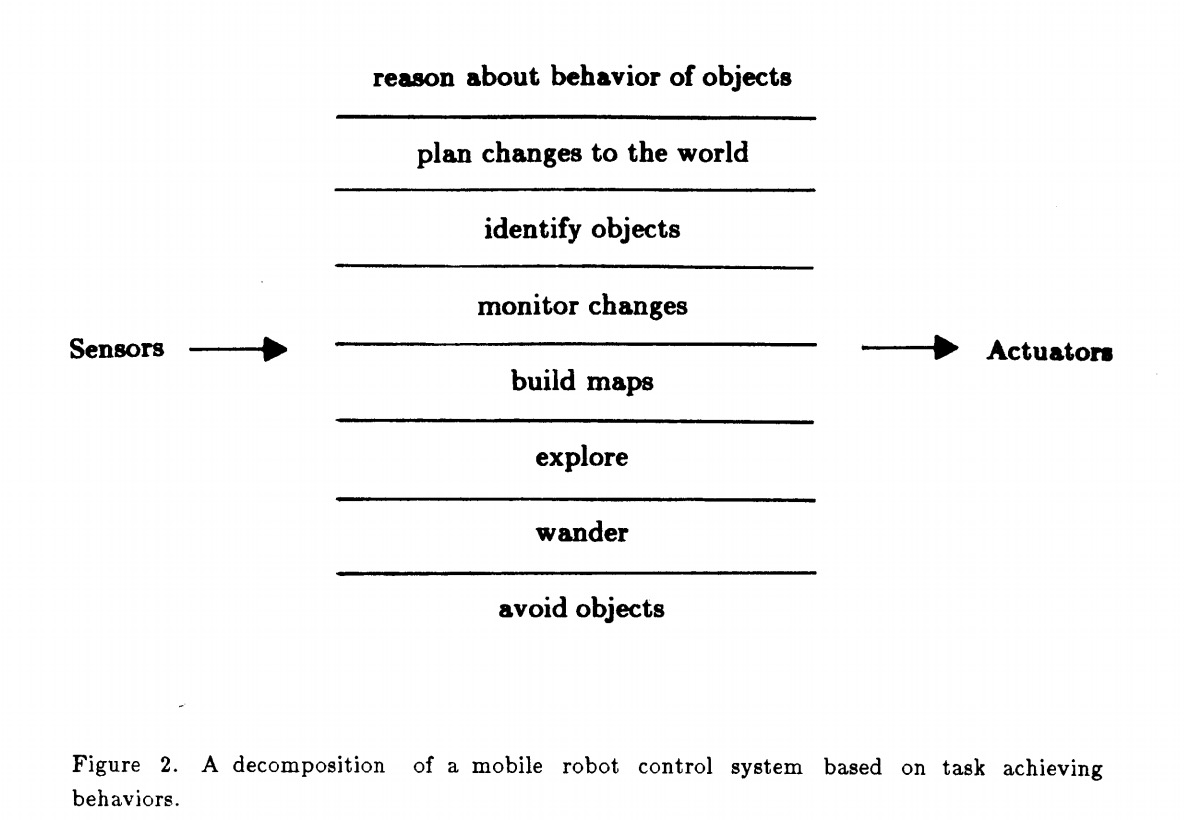 reason about behavior of objects
plan changes to the world
identify objects
monitor changes
Sensors
Actuators
build maps
explore
wander
avoid objects
Figure 2. A decomposition of a mobile robot control system based on task achieving
behaviors.